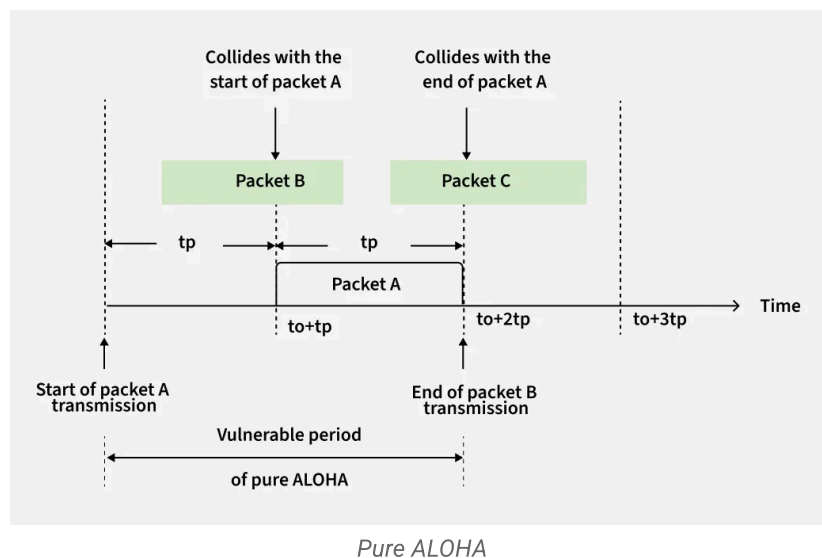 Collides with the
start of packet A
Collides with the
end of packet A
Packet B
Packet C
tp
tp
Packet A
Time
to+tp
to+2tp
to+3tp
Start of packet A
transmission
End of packet B
transmission
Vulnerable period
of pure ALOHA
Pure ALOHA